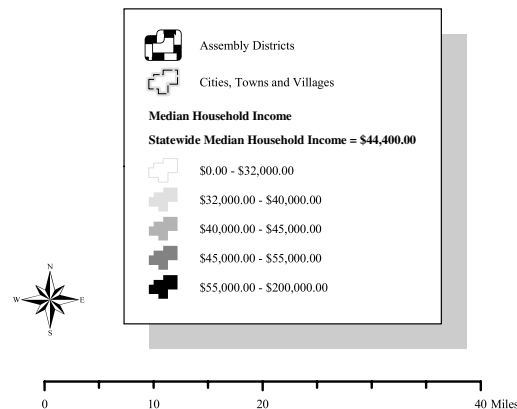 Assembly Districts
Cities, Towns and Villages
Median Household Income
Statewide Median Household Income = $44,400.00
$0.00 - $32,000.00
$32,000.00 - $40,000.00
$40,000.00 - $45,000.00
$45,000.00 - $55,000.00
$55,000.00 - $200,000.00
N
W E
S
0 10 20 40 Miles